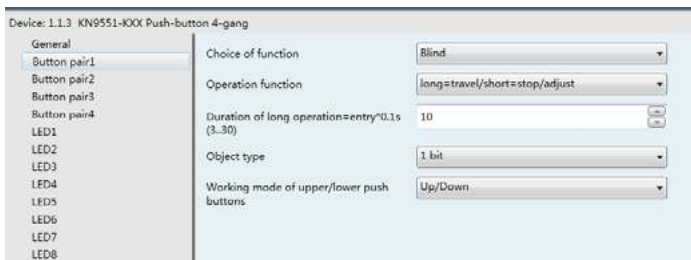 Device: 1.1.3 KN9551-KXX Push-button 4-gang
General
Button pair1
Button pair2
Button pair3
Button pair4
LED1
LED2
LED3
LED4
LED5
LED6
LED7
LED8
Choice of function
Blind
Operation function
long=travel/short=stop/adjust
Duration of long operation=entry*0.1s
(3..30)
10
Object type
1 bit
Working mode of upper/lower push
buttons
Up/Down